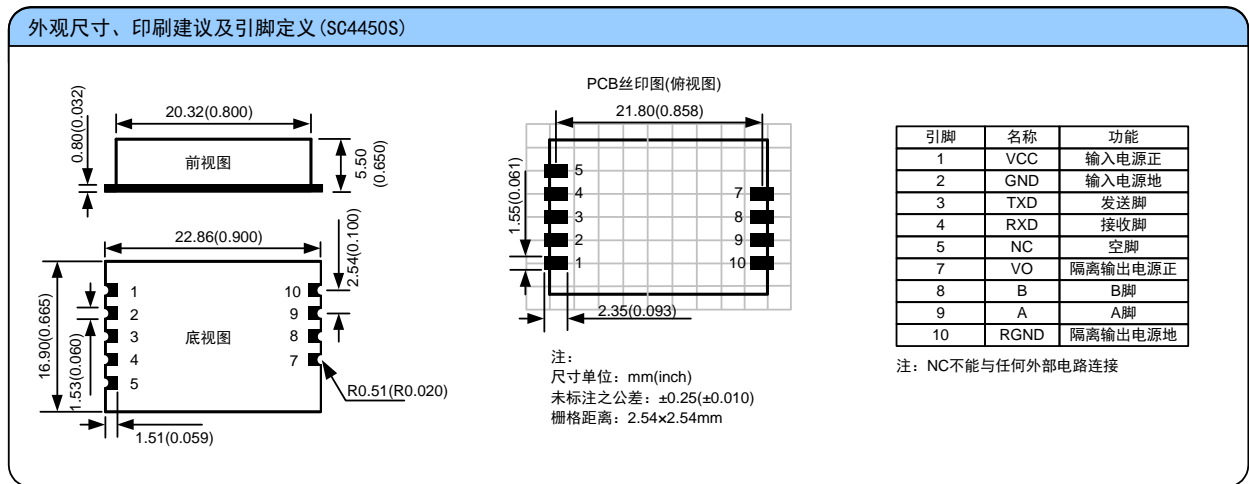 外观尺寸、印刷建议及引脚定义(SC4450S)
0.80(0.032)
20.32(0.800)
前视图
5.50
(0.650)
22.86(0.900)
2.54(0.100)
16.90(0.665)
1.53(0.060)
1
2
3
4
5
底视图
10
9
8
7
R0.51(R0.020)
1.51(0.059)
PCB丝印图(俯视图)
21.80(0.858)
1.55(0.061)
5
4
3
2
1
7
8
9
10
2.35(0.093)
注:
尺寸单位：mm(inch)
未标注之公差：±0.25(±0.010)
栅格距离：2.54×2.54mm
引脚 名称 功能
1 VCC 输入电源正
2 GND 输入电源地
3 TXD 发送脚
4 RXD 接收脚
5 NC 空脚
7 VO 隔离输出电源正
8 B B脚
9 A A脚
10 RGND 隔离输出电源地
注：NC不能与任何外部电路连接